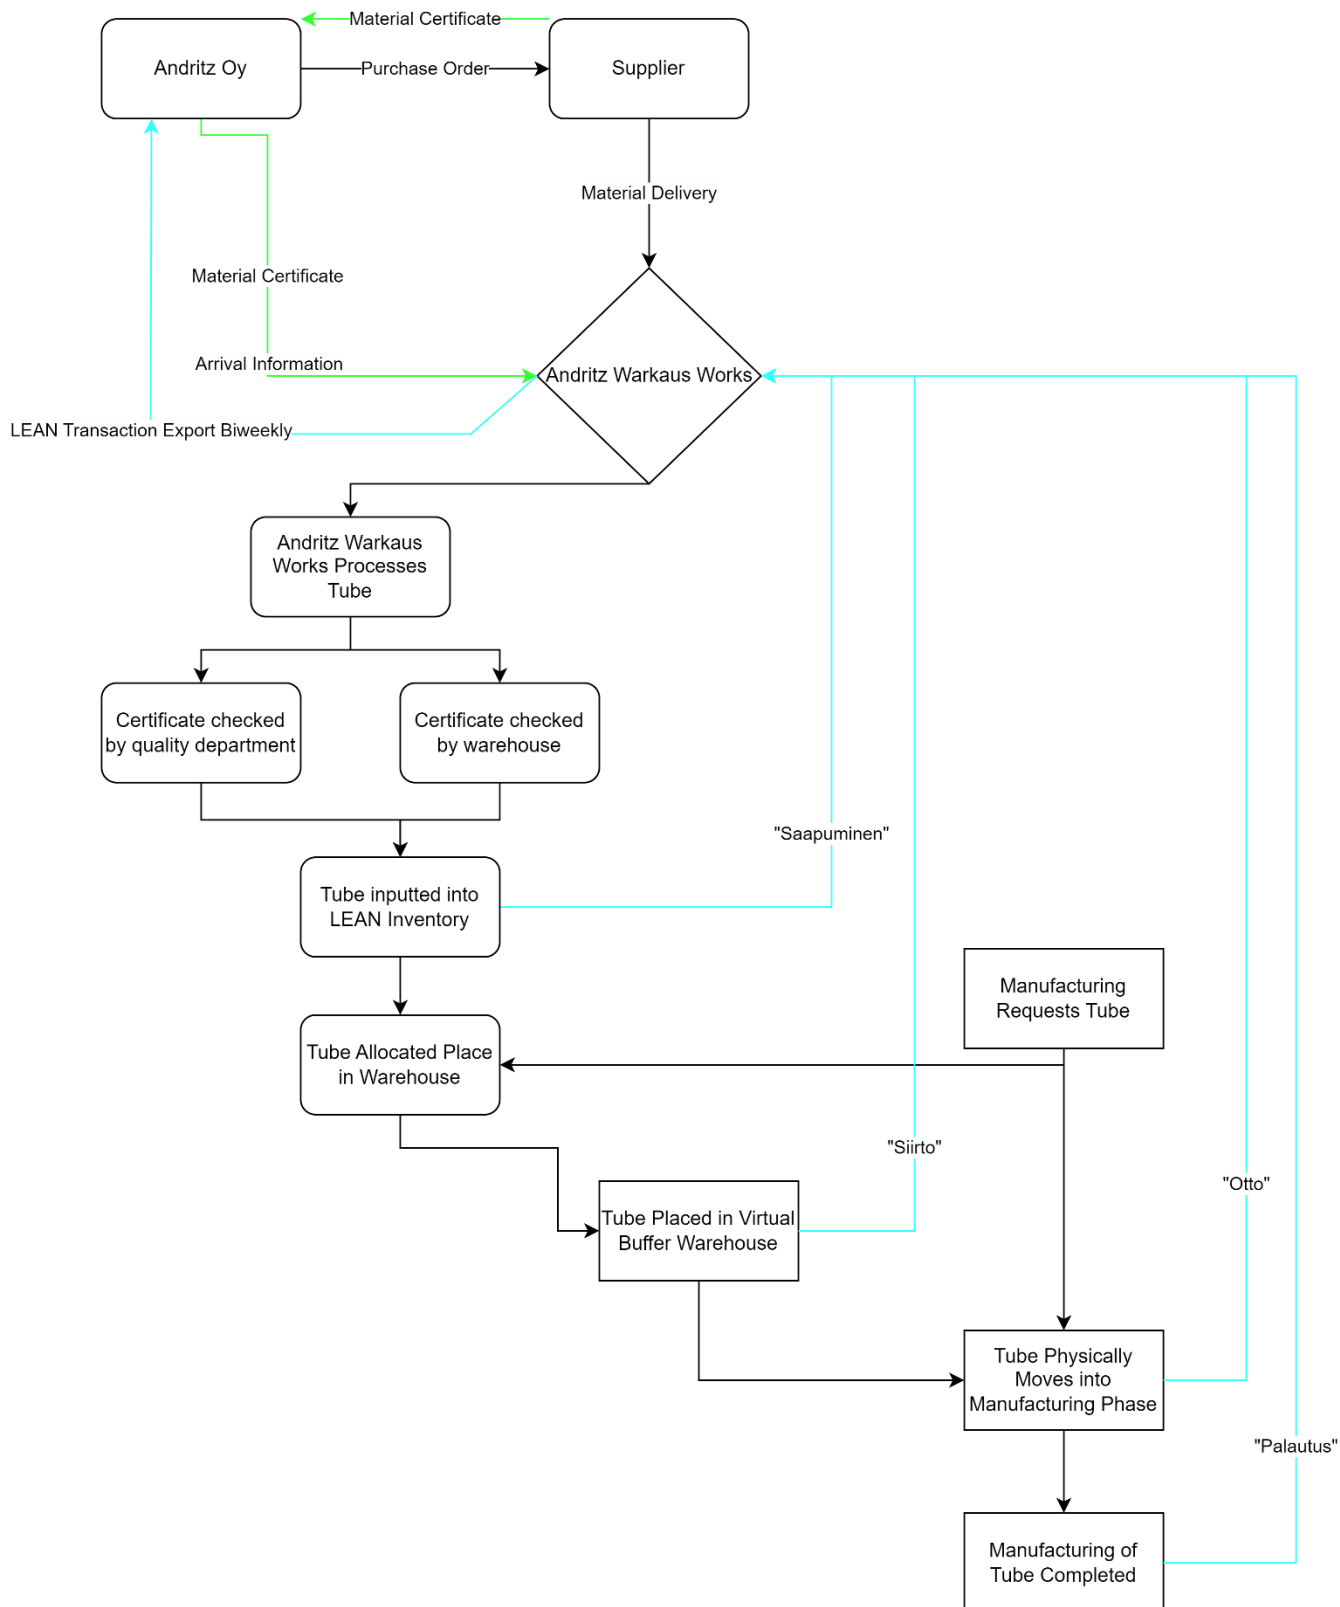 Material Certificate
Andritz Oy
Purchase Order
Supplier
Material Delivery
Material Certificate
Arrival Information
Andritz Warkaus Works
LEAN Transaction Export Biweekly
Andritz Warkaus
Works Processes
Tube
Certificate checked
by quality department
Certificate checked
by warehouse
"Saapuminen"
Tube inputted into
LEAN Inventory
Manufacturing
Requests Tube
Tube Allocated Place
in Warehouse
"Siirto"
"Otto"
Tube Placed in Virtual
Buffer Warehouse
Tube Physically
Moves into
Manufacturing Phase
"Palautus"
Manufacturing of
Tube Completed